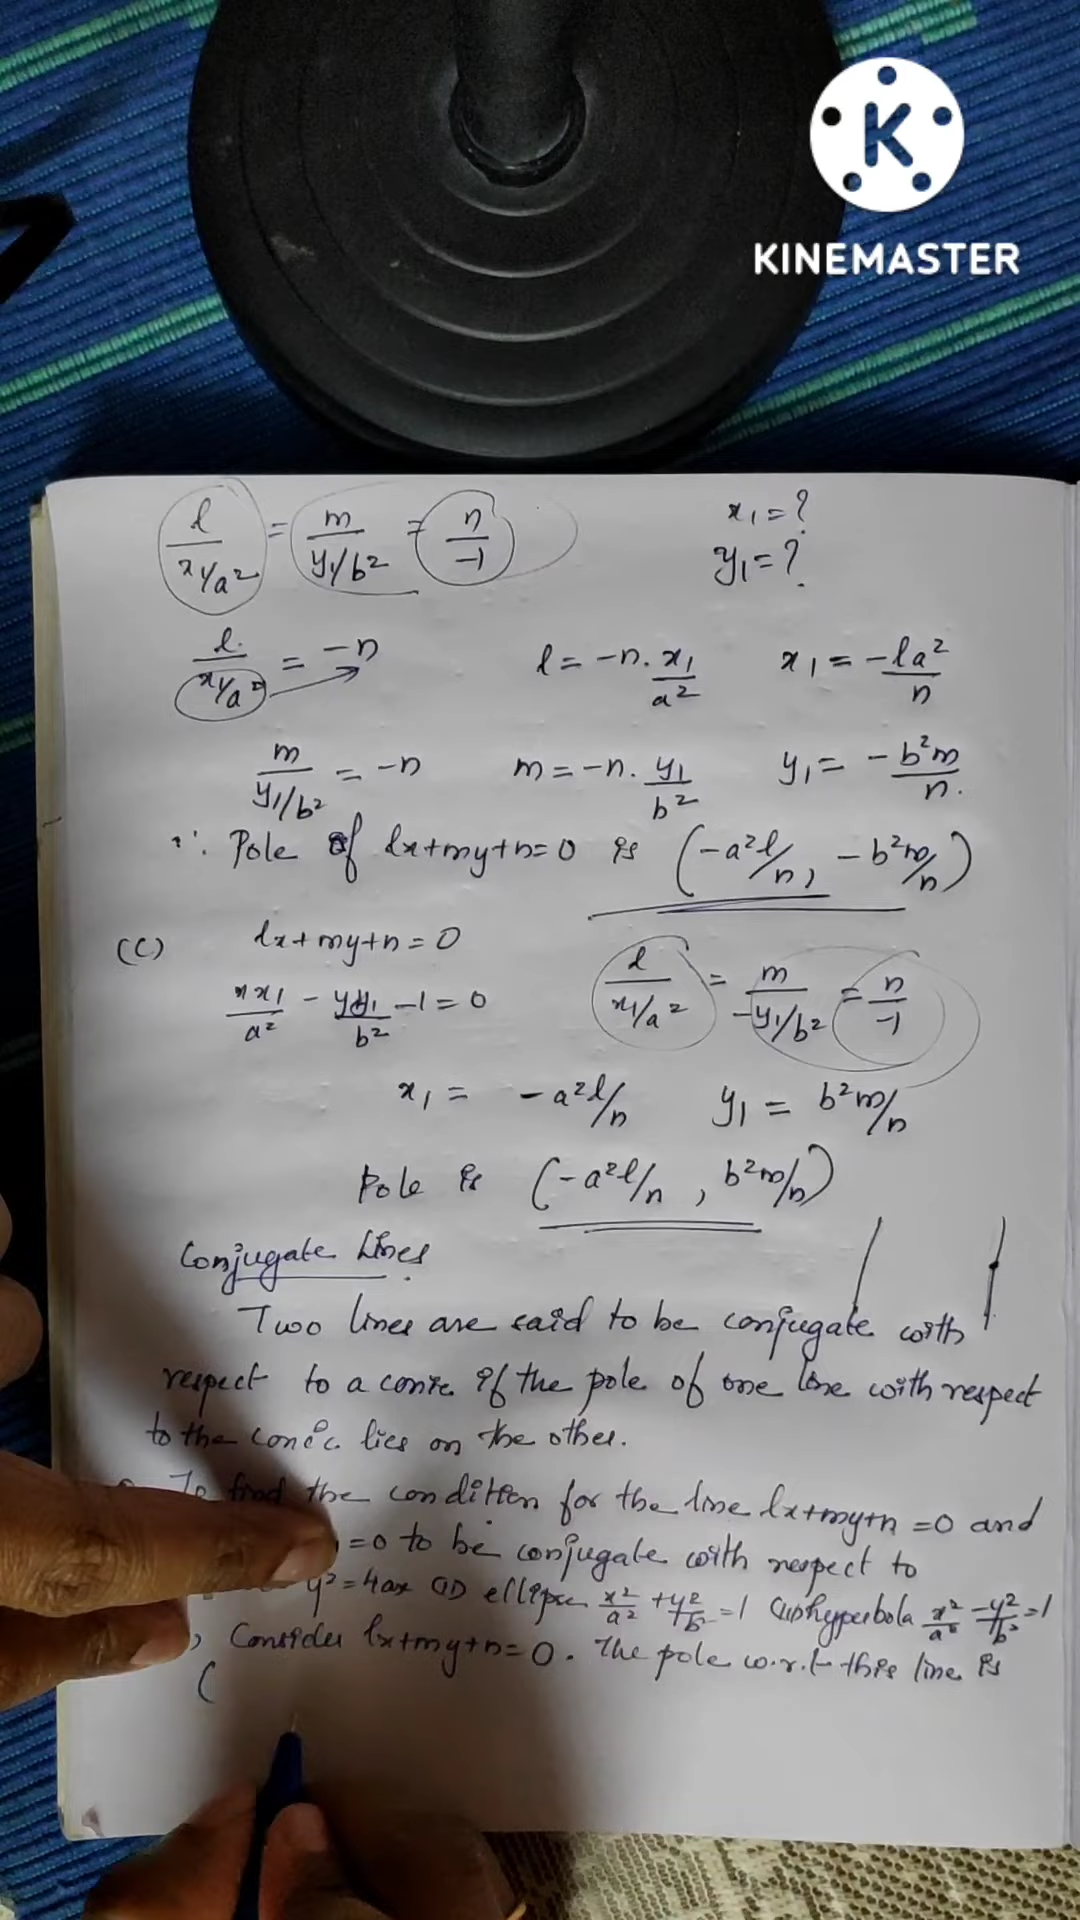 K
KINEMASTER
l/(x1/a²) = m/(y1/b²) = n/-1    x1 = ?
y1 = ?
l/(x1/a²) = -n    l = -n. x1/a²    x1 = -la²/n
m/(y1/b²) = -n    m = -n. y1/b²    y1 = -b²m/n.
∴ Pole of lx+my+n=0 is (-a²l/n, -b²m/n)
(C) lx+my+n=0
xx1/a² - yy1/b² -1=0    l/(x1/a²) = m/(-y1/b²) = n/-1
x1 = -a²l/n    y1 = b²m/n
Pole is (-a²l/n, b²m/n)
Conjugate Lines
Two lines are said to be conjugate with
respect to a conic if the pole of one line with respect
to the conic lies on the other.
To find the condition for the line lx+my+n=0 and
=0 to be conjugate with respect to
y²=4ax (ii) ellipse x²/a² + y²/b² =1 (iii) hyperbola x²/a² - y²/b² =1
, Consider lx+my+n=0. The pole w.r.t this line is
(